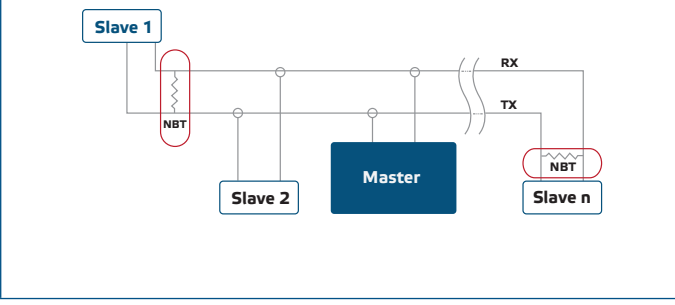 Slave 1
RX
TX
NBT
NBT
Master
Slave 2
Slave n